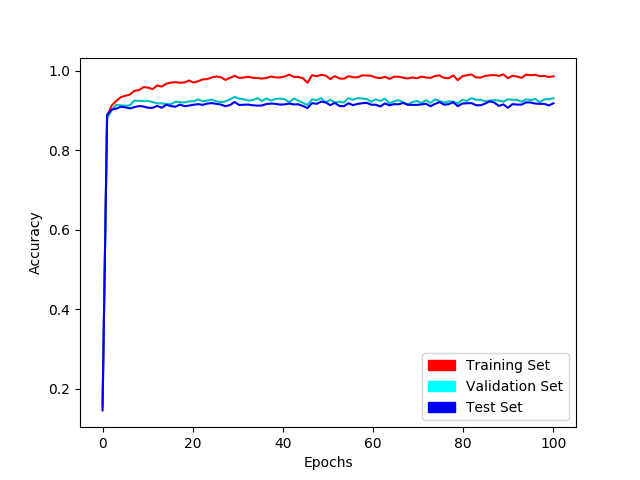 1.0
0.8
0.6
0.4
0.2
Accuracy
0 20 40 60 80 100
Epochs
Training Set
Validation Set
Test Set